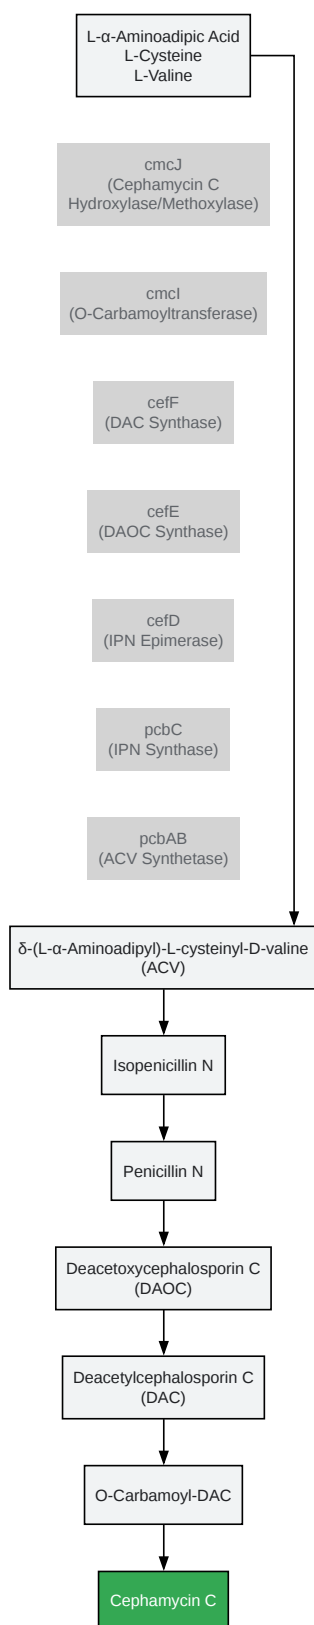 L-α-Aminoadipic Acid
L-Cysteine
L-Valine
cmcJ
(Cephamycin C
Hydroxylase/Methoxylase)
cmcI
(O-Carbamoyltransferase)
cefF
(DAC Synthase)
cefE
(DAOC Synthase)
cefD
(IPN Epimerase)
pcbC
(IPN Synthase)
pcbAB
(ACV Synthetase)
δ-(L-α-Aminoadipyl)-L-cysteinyl-D-valine
(ACV)
Isopenicillin N
Penicillin N
Deacetoxycephalosporin C
(DAOC)
Deacetylcephalosporin C
(DAC)
O-Carbamoyl-DAC
Cephamycin C